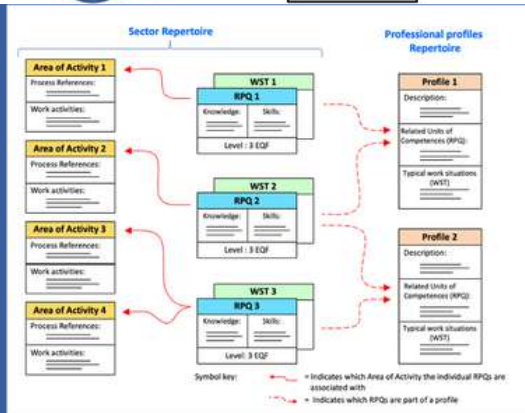 Sector Repertoire
Professional profiles
Repertoire
Area of Activity 1
Process References:
Work activities:
Area of Activity 2
Process References:
Work activities:
Area of Activity 3
Process References:
Work activities:
Area of Activity 4
Process References:
Work activities:
WST 1
RPQ 1
Knowledge:
Skills:
Level : 3 EQF
WST 2
RPQ 2
Knowledge:
Skills:
Level : 3 EQF
WST 3
RPQ 3
Knowledge:
Skills:
Level: 3 EQF
Profile 1
Description:
Related Units of
Competences (RPQ):
Typical work situations
(WST)
Profile 2
Description:
Related Units of
Competences (RPQ):
Typical work situations
(WST)
Symbol key:
= Indicates which Area of Activity the individual RPQs are
associated with
= Indicates which RPQs are part of a profile